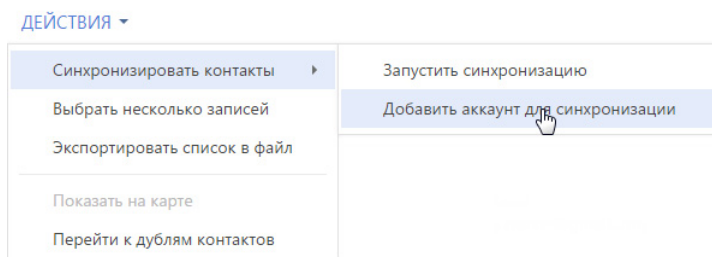 ДЕЙСТВИЯ
Синхронизировать контакты
Запустить синхронизацию
Выбрать несколько записей
Добавить аккаунт для синхронизации
Экспортировать список в файл
Показать на карте
Перейти к дублям контактов